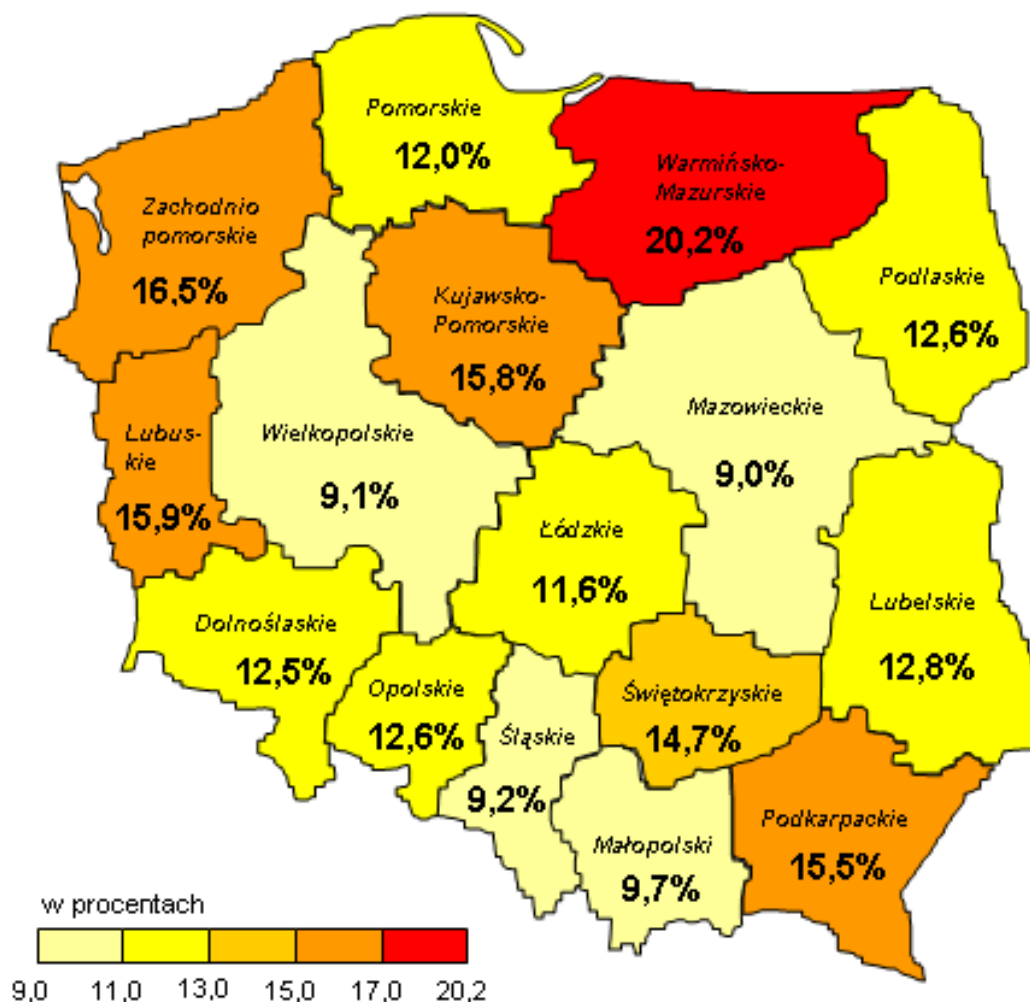 Pomorskie
12,0%
Warmińsko-
Mazurskie
20,2%
Zachodnio
pomorskie
16,5%
Podlaskie
12,6%
Kujawsko-
Pomorskie
15,8%
Mazowieckie
9,0%
Lubus-
kie
15,9%
Wielkopolskie
9,1%
Łódzkie
11,6%
Lubelskie
12,8%
Dolnoślaskie
12,5%
Opolskie
12,6%
Śląskie
9,2%
Świętokrzyskie
14,7%
Małopolski
9,7%
Podkarpackie
15,5%
w procentach
9,0 11,0 13,0 15,0 17,0 20,2